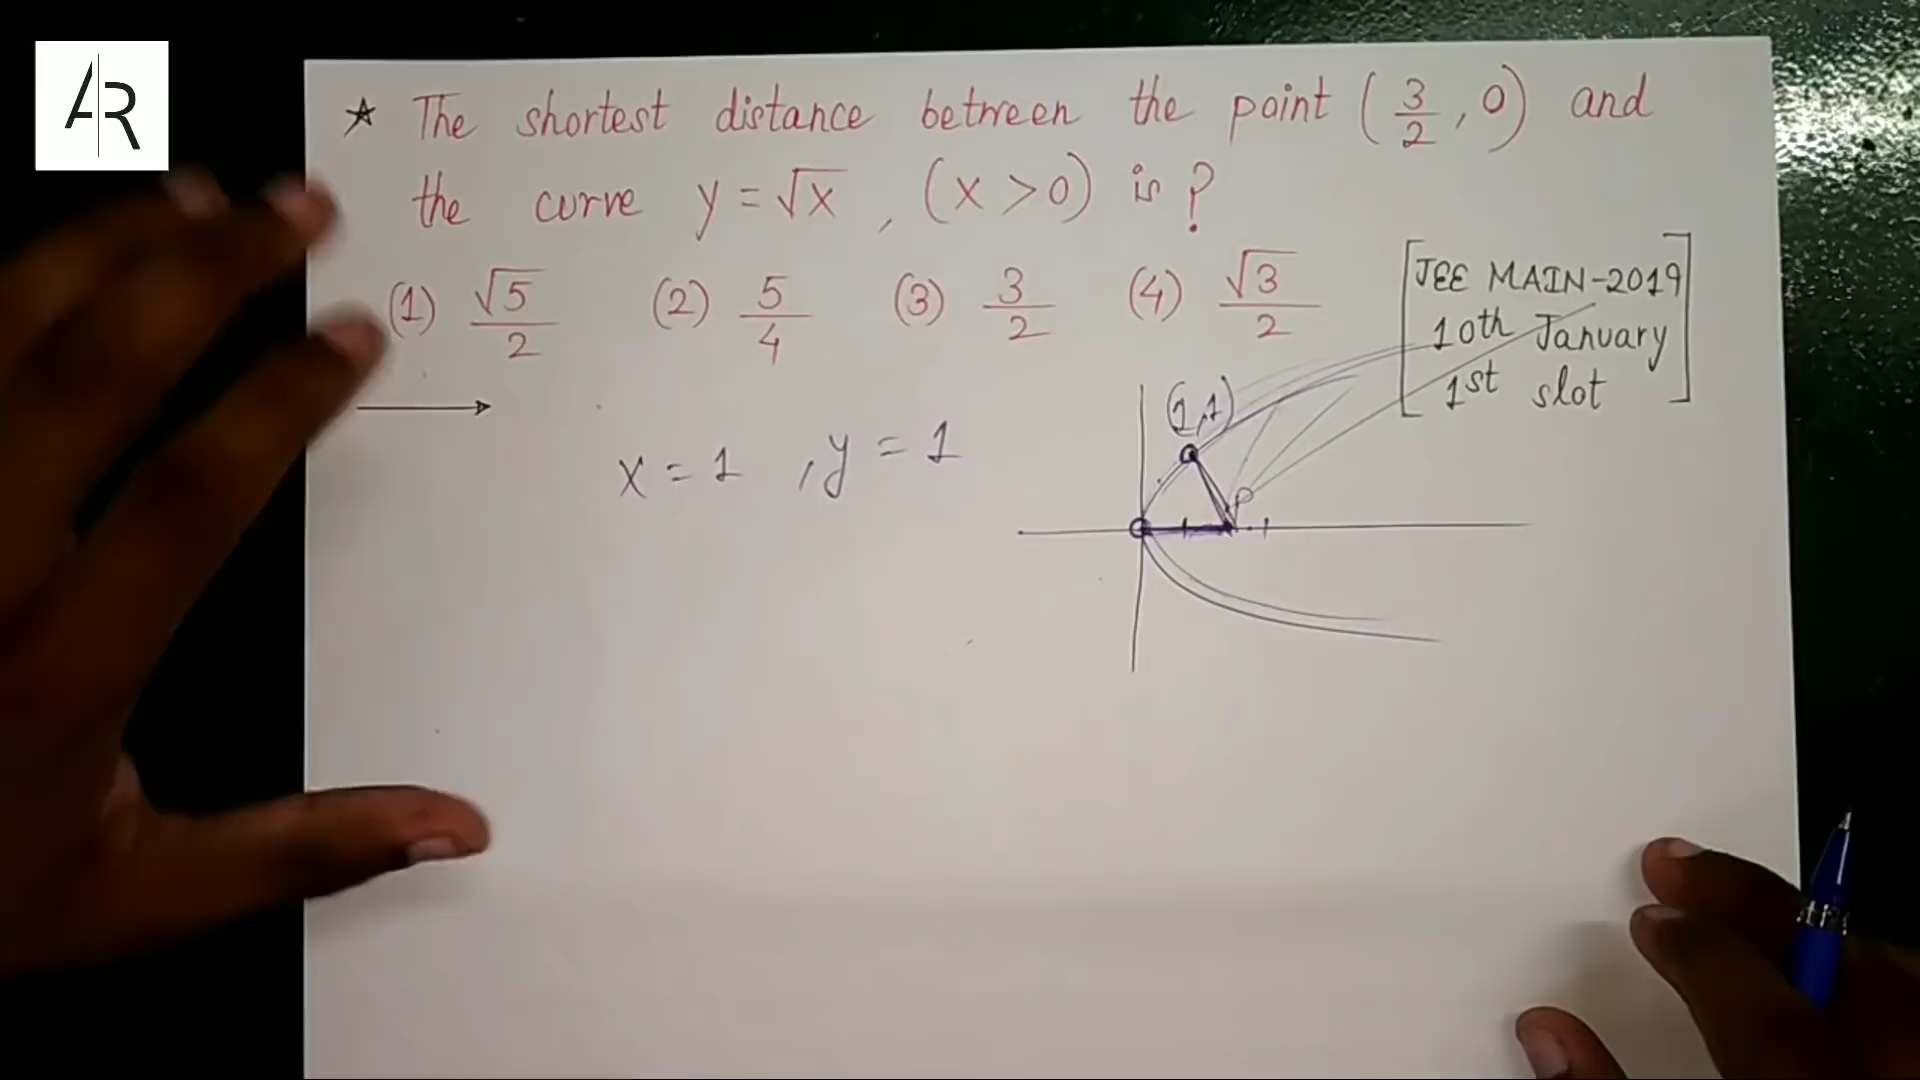 AR
★ The shortest distance between the point (3/2, 0) and
the curve y = √x , (x > 0) is ?
(1) √5/2 (2) 5/4 (3) 3/2 (4) √3/2
[JEE MAIN-2019
10th January
1st slot]
x = 1 , y = 1
(1,1)
P